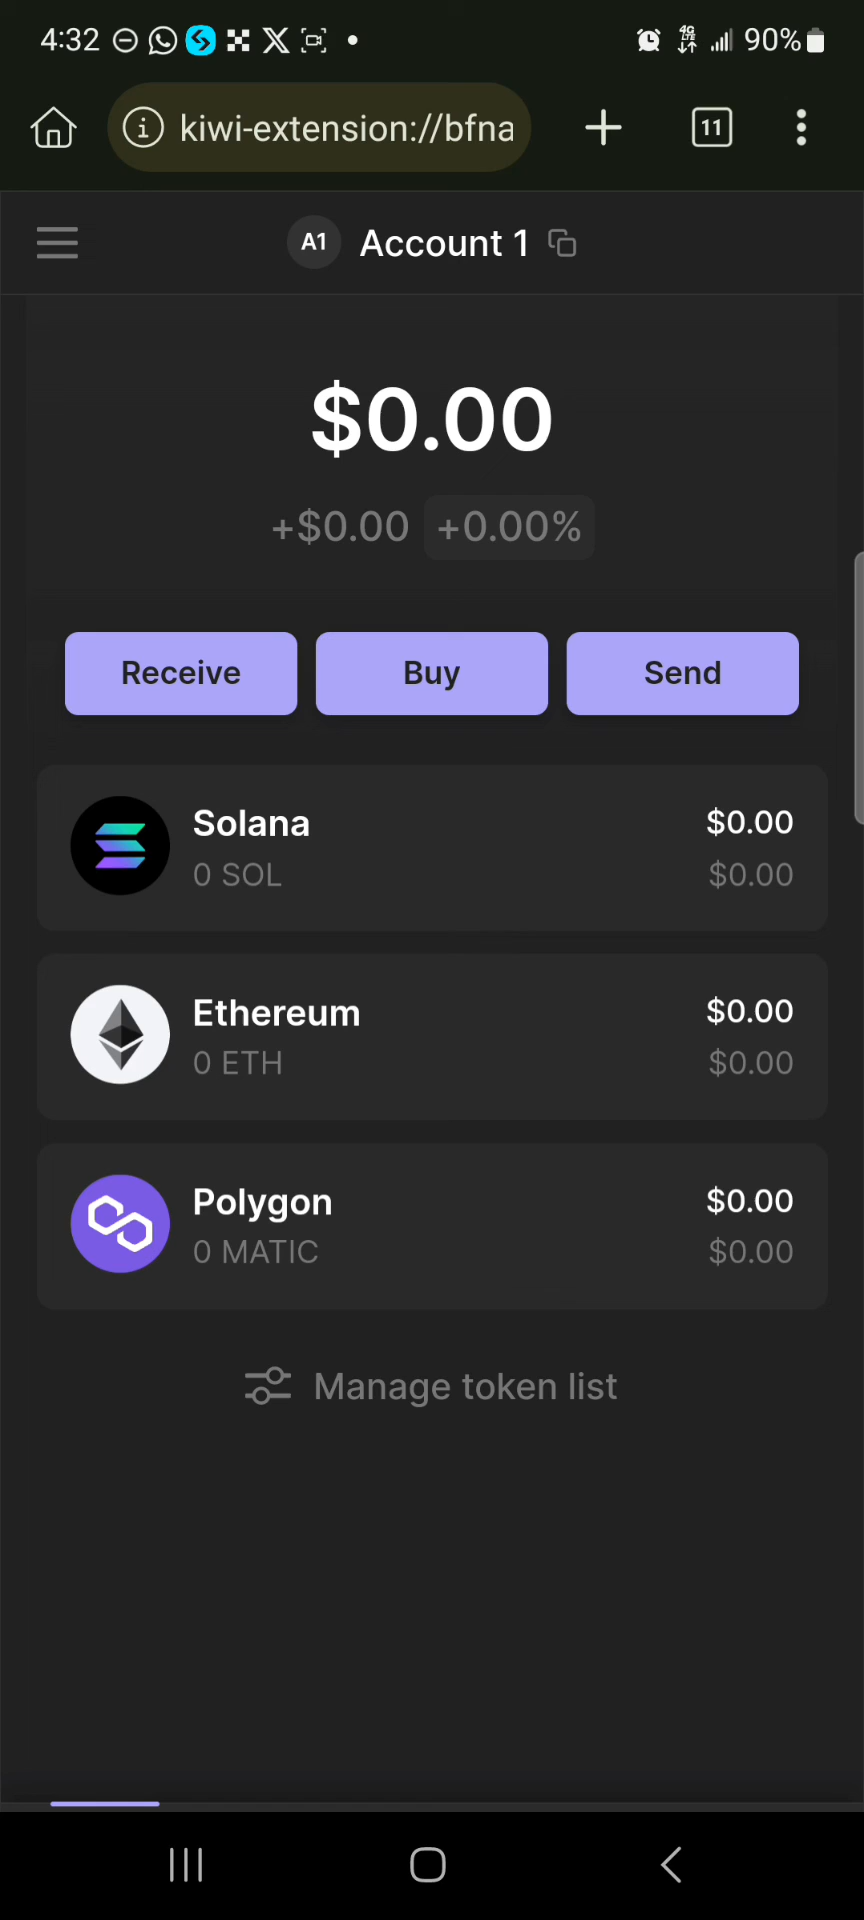 4:32 90%
kiwi-extension://bfna 11
A1 Account 1
$0.00
+$0.00 +0.00%
Receive Buy Send
Solana $0.00
0 SOL $0.00
Ethereum $0.00
0 ETH $0.00
Polygon $0.00
0 MATIC $0.00
Manage token list